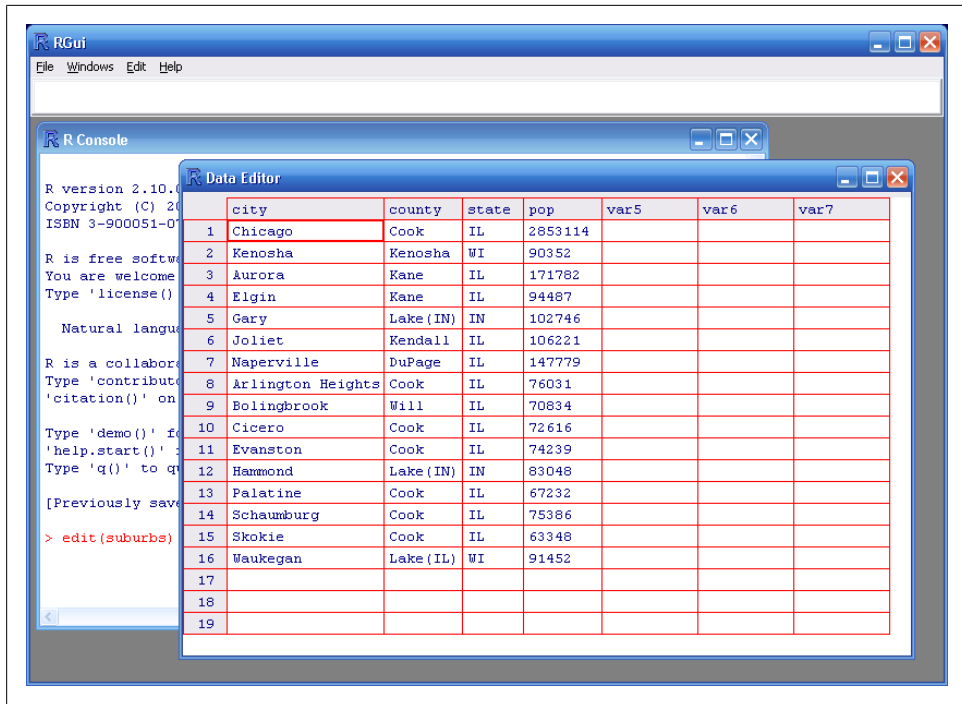 RGui
File Windows Edit Help
R Console
R version 2.10.
Copyright (C) 20
ISBN 3-900051-07
R is free softwa
You are welcome
Type 'license()
Natural langua
R is a collabora
Type 'contributo
'citation()' on
Type 'demo()' fo
'help.start()'
Type 'q()' to qu
[Previously save
> edit(suburbs)
Data Editor
city county state pop var5 var6 var7
1 Chicago Cook IL 2853114
2 Kenosha Kenosha WI 90352
3 Aurora Kane IL 171782
4 Elgin Kane IL 94487
5 Gary Lake(IN) IN 102746
6 Joliet Kendall IL 106221
7 Naperville DuPage IL 147779
8 Arlington Heights Cook IL 76031
9 Bolingbrook Will IL 70834
10 Cicero Cook IL 72616
11 Evanston Cook IL 74239
12 Hammond Lake(IN) IN 83048
13 Palatine Cook IL 67232
14 Schaumburg Cook IL 75386
15 Skokie Cook IL 63348
16 Waukegan Lake(IL) WI 91452
17
18
19